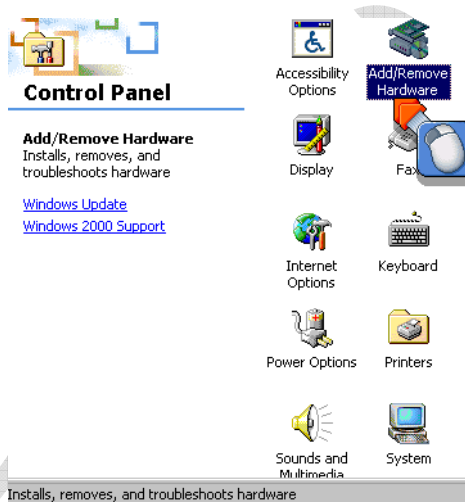 Control Panel
Add/Remove Hardware
Installs, removes, and
troubleshoots hardware
Windows Update
Windows 2000 Support
Accessibility
Options
Add/Remove
Hardware
Display
Fax
Internet
Options
Keyboard
Power Options
Printers
Sounds and
Multimedia
System
Installs, removes, and troubleshoots hardware